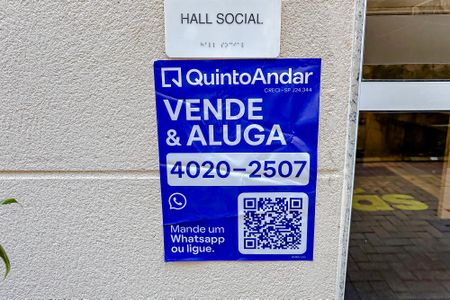 HALL SOCIAL
QuintoAndar
CRECI-SP J24.344
VENDE
& ALUGA
4020-2507
Mande um
Whatsapp
ou ligue.